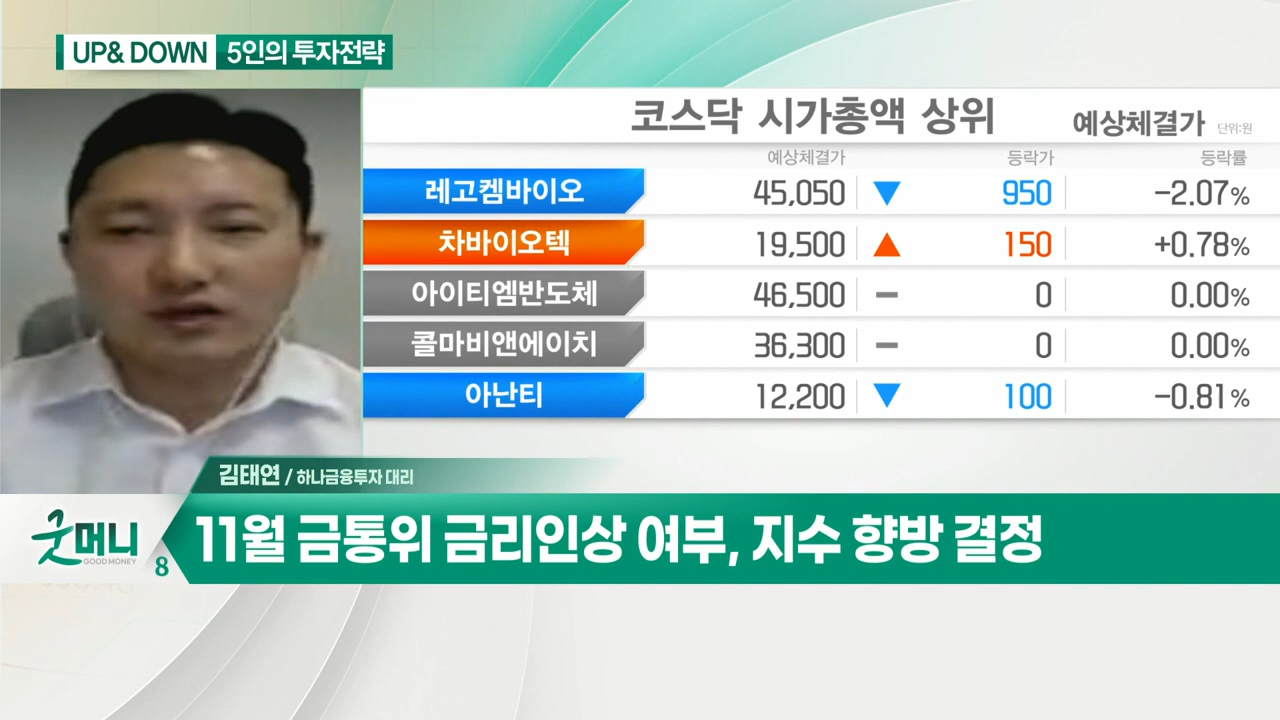 UP& DOWN 5인의 투자전략
코스닥 시가총액 상위 예상체결가 단위:원
예상체결가 등락가 등락률
레고켐바이오 45,050 ▼ 950 -2.07%
차바이오텍 19,500 ▲ 150 +0.78%
아이티엠반도체 46,500 - 0 0.00%
콜마비앤에이치 36,300 - 0 0.00%
아난티 12,200 ▼ 100 -0.81%
김태연 / 하나금융투자 대리
굿머니
GOOD MONEY
8
11월 금통위 금리인상 여부, 지수 향방 결정